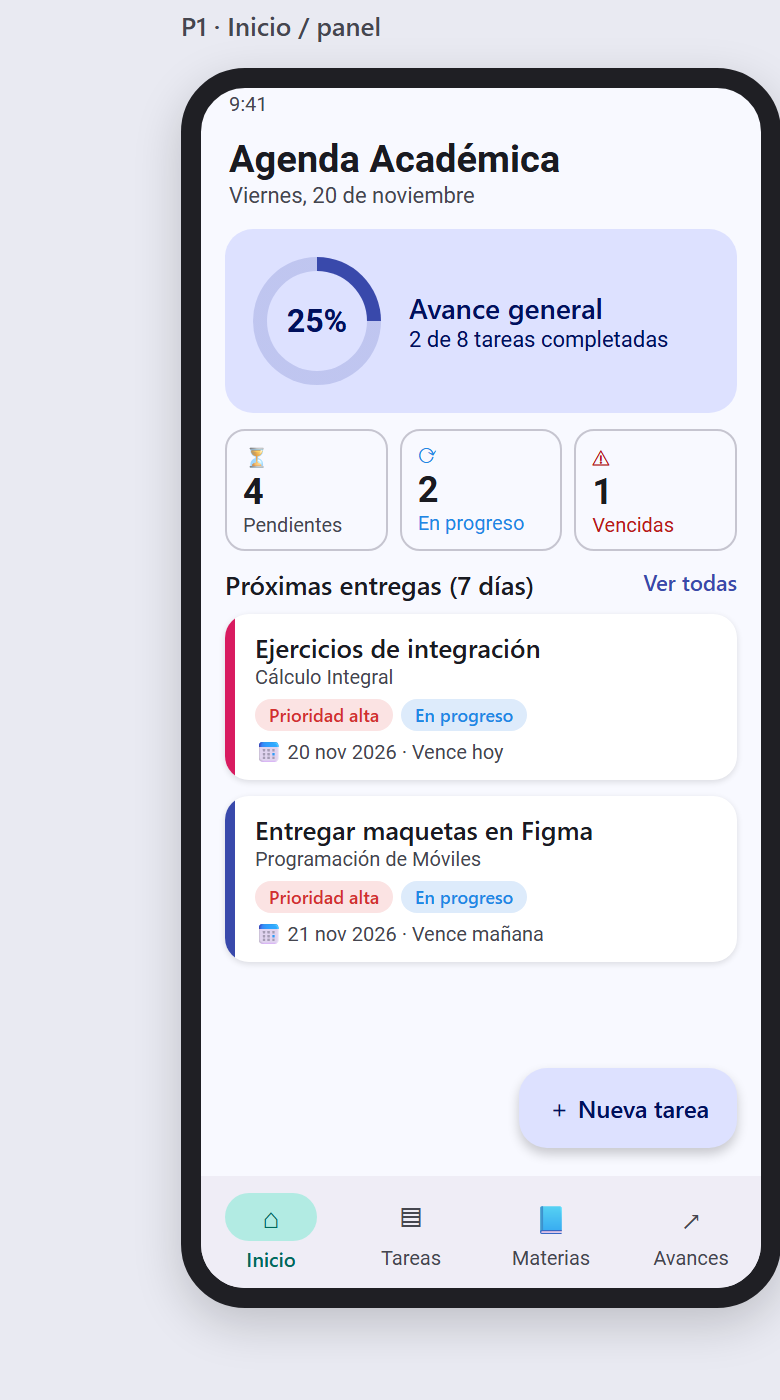 P1 · Inicio / panel
9:41
Agenda Académica
Viernes, 20 de noviembre
25%
Avance general
2 de 8 tareas completadas
4
Pendientes
2
En progreso
1
Vencidas
Próximas entregas (7 días)
Ver todas
Ejercicios de integración
Cálculo Integral
Prioridad alta
En progreso
20 nov 2026 · Vence hoy
Entregar maquetas en Figma
Programación de Móviles
Prioridad alta
En progreso
21 nov 2026 · Vence mañana
+ Nueva tarea
Inicio
Tareas
Materias
Avances